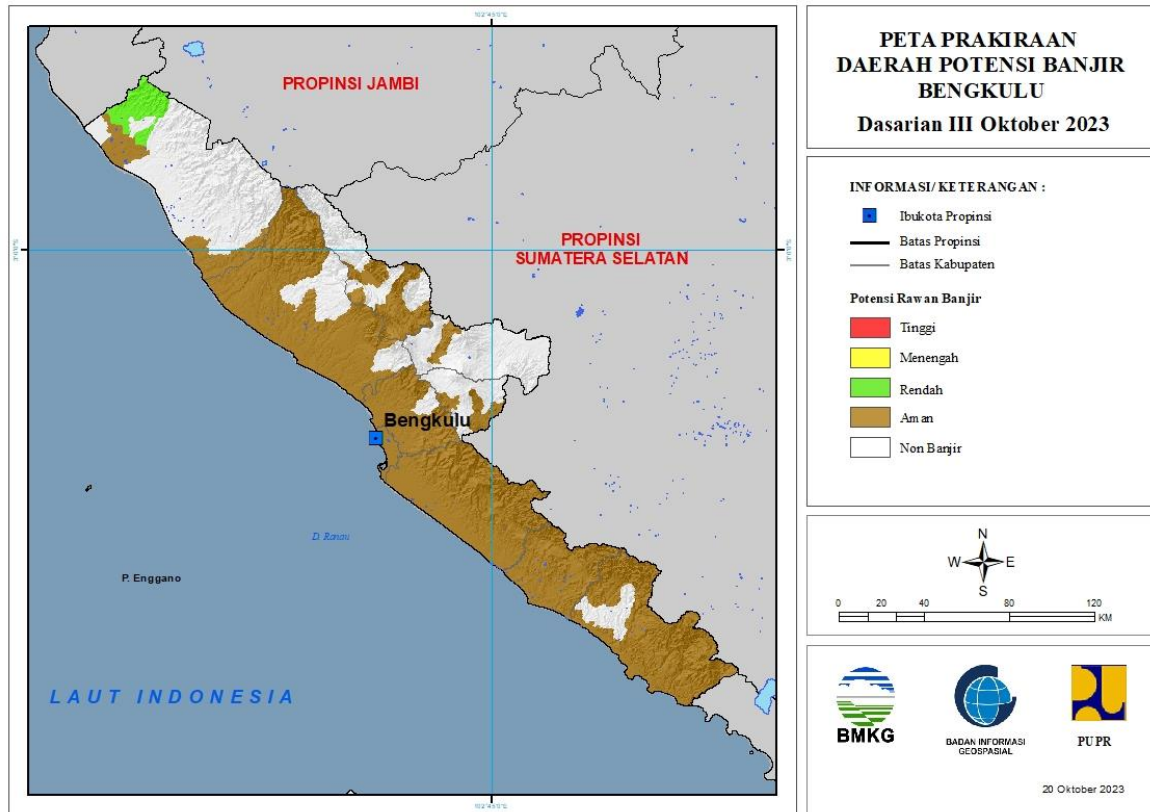 PETA PRAKIRAAN
DAERAH POTENSI BANJIR
BENGKULU
Dasarian III Oktober 2023
INFORMASI/ KETERANGAN :
Ibukota Propinsi
Batas Propinsi
Batas Kabupaten
Potensi Rawan Banjir
Tinggi
Menengah
Rendah
Aman
Non Banjir
N
W E
S
0 20 40 80 120
KM
BMKG
BADAN INFORMASI
GEOSPASIAL
PUPR
20 Oktober 2023
PROPINSI JAMBI
PROPINSI
SUMATERA SELATAN
Bengkulu
D. Ranau
P. Enggano
LAUT INDONESIA